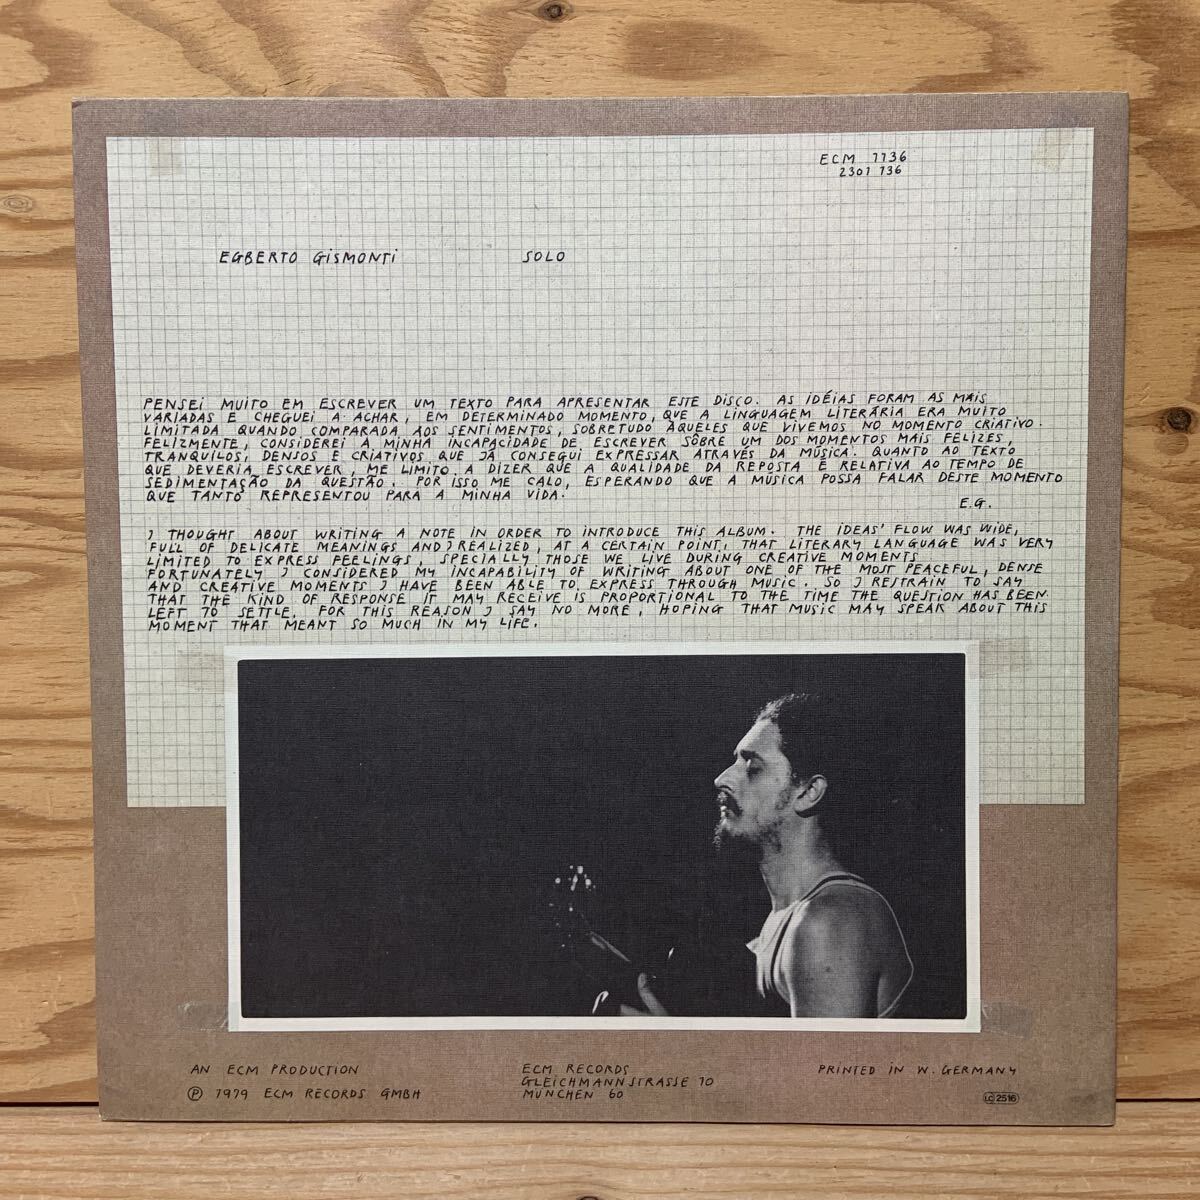 ECM 1136
2301 136
EGBERTO GISMONTI SOLO
PENSEI MUITO EM ESCREVER UM TEXTO PARA APRESENTAR ESTE DISCO. AS IDÉIAS FORAM AS MAIS
VARIADAS E CHEGUEI A ACHAR, EM DETERMINADO MOMENTO, QUE A LINGUAGEM LITERÁRIA ERA MUITO
LIMITADA QUANDO COMPARADA AOS SENTIMENTOS, SOBRETUDO ÀQUELES QUE VIVEMOS NO MOMENTO CRIATIVO.
FELIZMENTE, CONSIDEREI A MINHA INCAPACIDADE DE ESCREVER SÔBRE UM DOS MOMENTOS MAIS FELIZES,
TRANQUILOS, DENSOS E CRIATIVOS QUE JÁ CONSEGUI EXPRESSAR ATRAVÉS DA MÚSICA. QUANTO AO TEXTO
QUE DEVERIA ESCREVER, ME LIMITO A DIZER QUE A QUALIDADE DA REPOSTA É RELATIVA AO TEMPO DE
SEDIMENTAÇÃO DA QUESTÃO. POR ISSO ME CALO, ESPERANDO QUE A MÚSICA POSSA FALAR DESTE MOMENTO
QUE TANTO REPRESENTOU PARA A MINHA VIDA.
E.G.
I THOUGHT ABOUT WRITING A NOTE IN ORDER TO INTRODUCE THIS ALBUM. THE IDEAS' FLOW WAS WIDE,
FULL OF DELICATE MEANINGS AND I REALIZED, AT A CERTAIN POINT, THAT LITERARY LANGUAGE WAS VERY
LIMITED TO EXPRESS FEELINGS, SPECIALLY THOSE WE LIVE DURING CREATIVE MOMENTS
FORTUNATELY I CONSIDERED MY INCAPABILITY OF WRITING ABOUT ONE OF THE MOST PEACEFUL, DENSE
AND CREATIVE MOMENTS I HAVE BEEN ABLE TO EXPRESS THROUGH MUSIC. SO I RESTRAIN TO SAY
THAT THE KIND OF RESPONSE IT MAY RECEIVE IS PROPORTIONAL TO THE TIME THE QUESTION HAS BEEN
LEFT TO SETTLE. FOR THIS REASON I SAY NO MORE, HOPING THAT MUSIC MAY SPEAK ABOUT THIS
MOMENT THAT MEANT SO MUCH IN MY LIFE.
AN ECM PRODUCTION
℗ 1979 ECM RECORDS GMBH
ECM RECORDS
GLEICHMANNSTRASSE 10
MÜNCHEN 60
PRINTED IN W. GERMANY
LC 2516